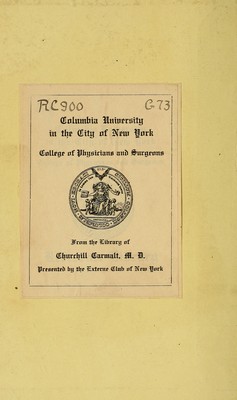 RC900 G73
Columbia University
in the City of New York
College of Physicians and Surgeons
From the Library of
Churchill Carmalt, M. D.
Presented by the Externe Club of New York